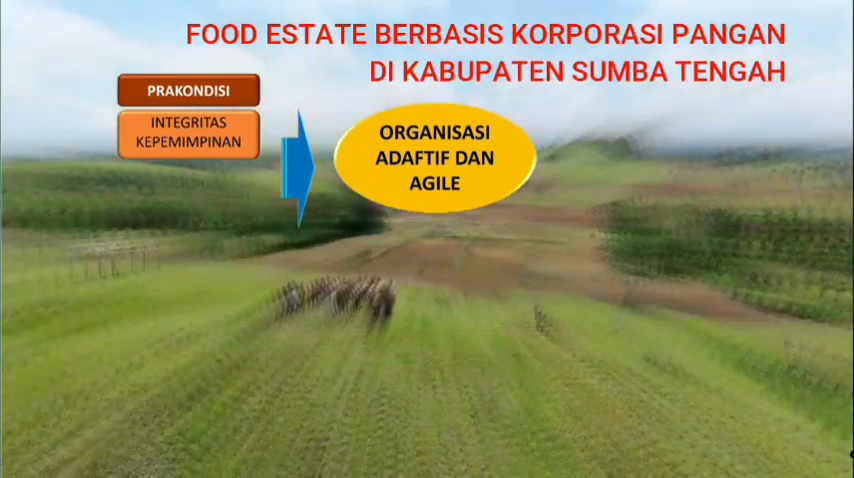 FOOD ESTATE BERBASIS KORPORASI PANGAN
DI KABUPATEN SUMBA TENGAH
PRAKONDISI
INTEGRITAS
KEPEMIMPINAN
ORGANISASI
ADAFTIF DAN
AGILE